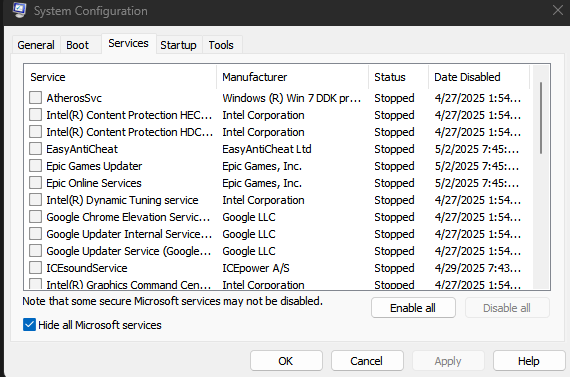 System Configuration
General Boot Services Startup Tools
Service Manufacturer Status Date Disabled
AtherosSvc Windows (R) Win 7 DDK pr... Stopped 4/27/2025 1:54...
Intel(R) Content Protection HEC... Intel Corporation Stopped 4/27/2025 1:54...
Intel(R) Content Protection HDC... Intel Corporation Stopped 4/27/2025 1:54...
EasyAntiCheat EasyAntiCheat Ltd Stopped 5/2/2025 7:45:...
Epic Games Updater Epic Games, Inc. Stopped 5/2/2025 7:45:...
Epic Online Services Epic Games, Inc. Stopped 5/2/2025 7:45:...
Intel(R) Dynamic Tuning service Intel Corporation Stopped 4/27/2025 1:54...
Google Chrome Elevation Servic... Google LLC Stopped 4/27/2025 1:54...
Google Updater Internal Service... Google LLC Stopped 4/27/2025 1:54...
Google Updater Service (Google... Google LLC Stopped 4/27/2025 1:54...
ICEsoundService ICEpower A/S Stopped 4/29/2025 7:43...
Intel(R) Graphics Command Cen... Intel Corporation Stopped 4/27/2025 1:54...
Note that some secure Microsoft services may not be disabled.
Enable all Disable all
Hide all Microsoft services
OK Cancel Apply Help